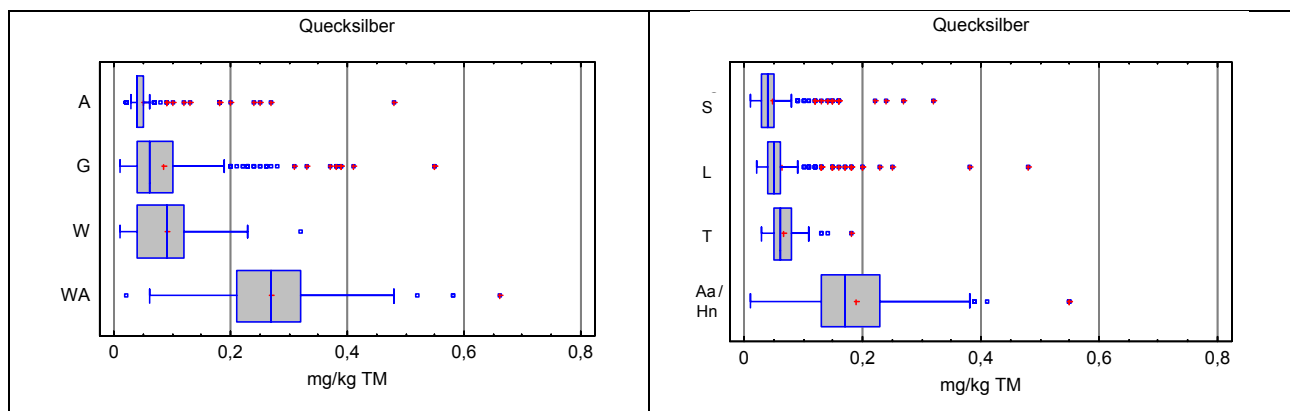 Quecksilber
A
G
W
WA
0 0,2 0,4 0,6 0,8
mg/kg TM
Quecksilber
S
L
T
Aa/
Hn
0 0,2 0,4 0,6 0,8
mg/kg TM